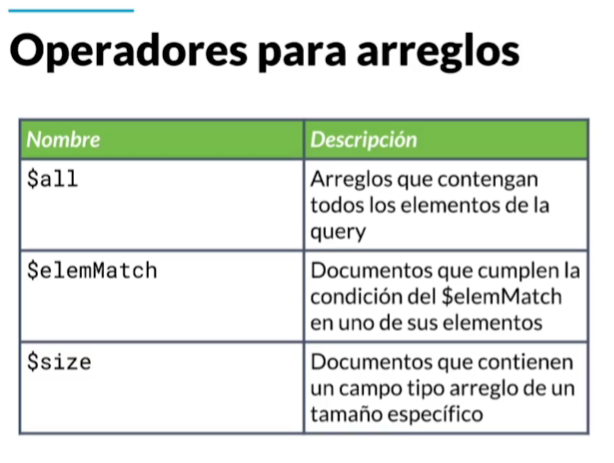 Operadores para arreglos
Nombre
Descripción
$all
Arreglos que contengan
todos los elementos de la
query
$elemMatch
Documentos que cumplen la
condición del $elemMatch
en uno de sus elementos
$size
Documentos que contienen
un campo tipo arreglo de un
tamaño específico